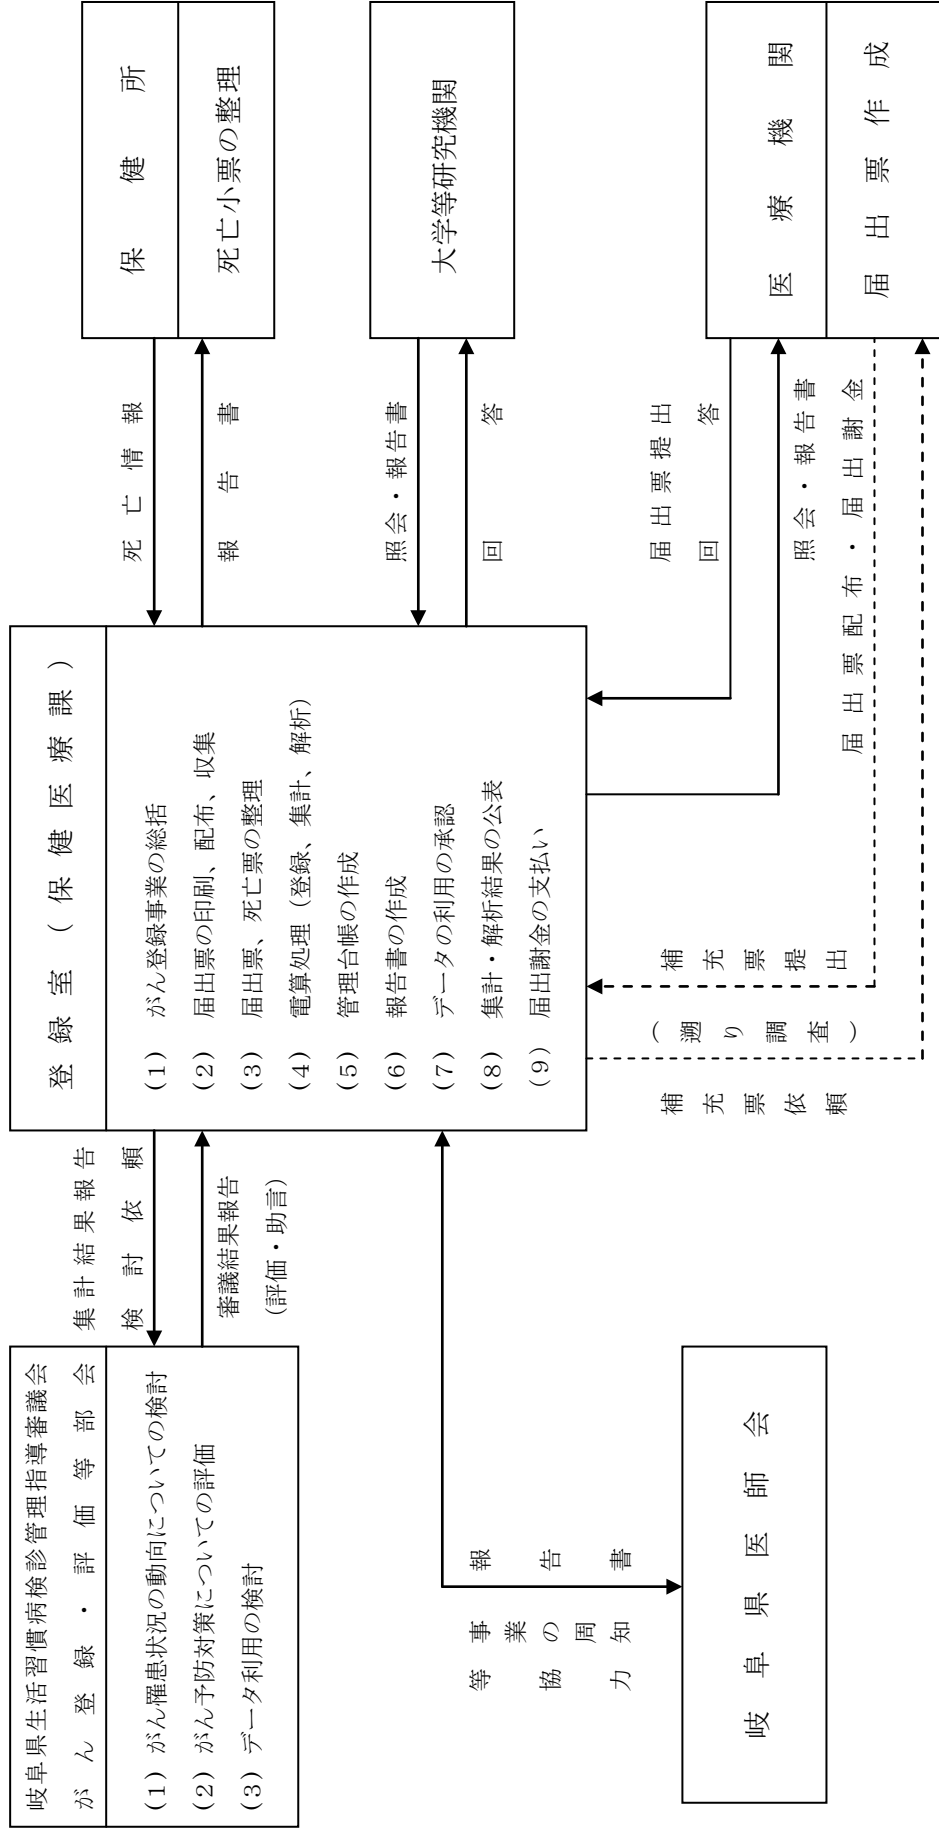 岐阜県生活習慣病検診管理指導審議会
がん登録・評価等部会
(1) がん罹患状況の動向についての検討
(2) がん予防対策についての評価
(3) データ利用の検討
集計結果報告
検討依頼
審議結果報告
(評価・助言)
登録室(保健医療課)
(1) がん登録事業の総括
(2) 届出票の印刷、配布、収集
(3) 届出票、死亡票の整理
(4) 電算処理(登録、集計、解析)
(5) 管理台帳の作成
(6) 報告書の作成
(7) データの利用の承認
(8) 集計・解析結果の公表
(9) 届出謝金の支払い
死亡情報
報告書
保健所
死亡小票の整理
照会・報告書
回答
大学等研究機関
届出票提出
回答
照会・報告書
届出票配布・届出謝金
医療機関
届出票作成
補充票提出
(遡り調査)
補充票依頼
報告書
事業の周知
等協力
岐阜県医師会